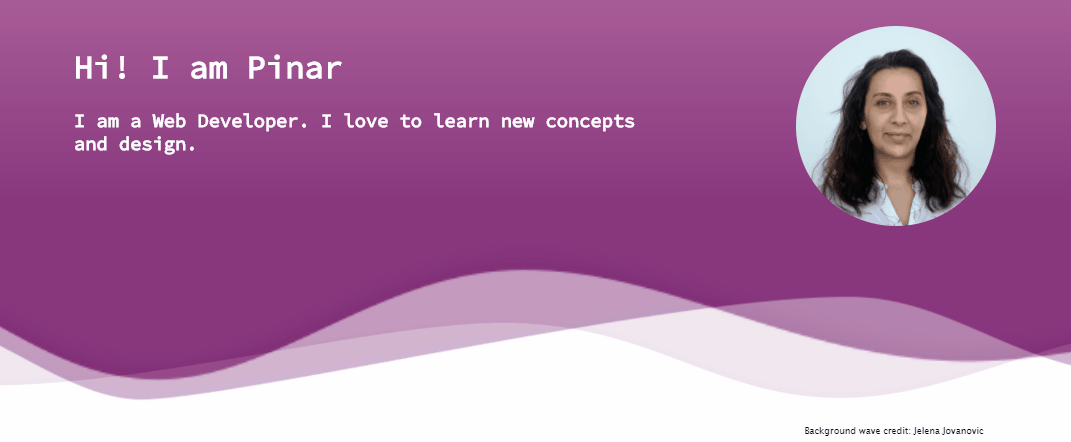 Hi! I am Pinar
I am a Web Developer. I love to learn new concepts
and design.
Background wave credit: Jelena Jovanovic